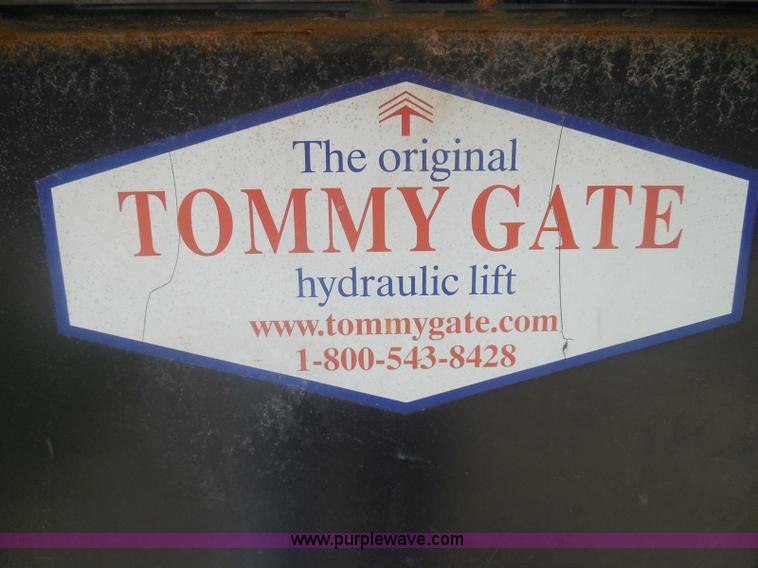 The original
TOMMY GATE
hydraulic lift
www.tommygate.com
1-800-543-8428
www.purplewave.com